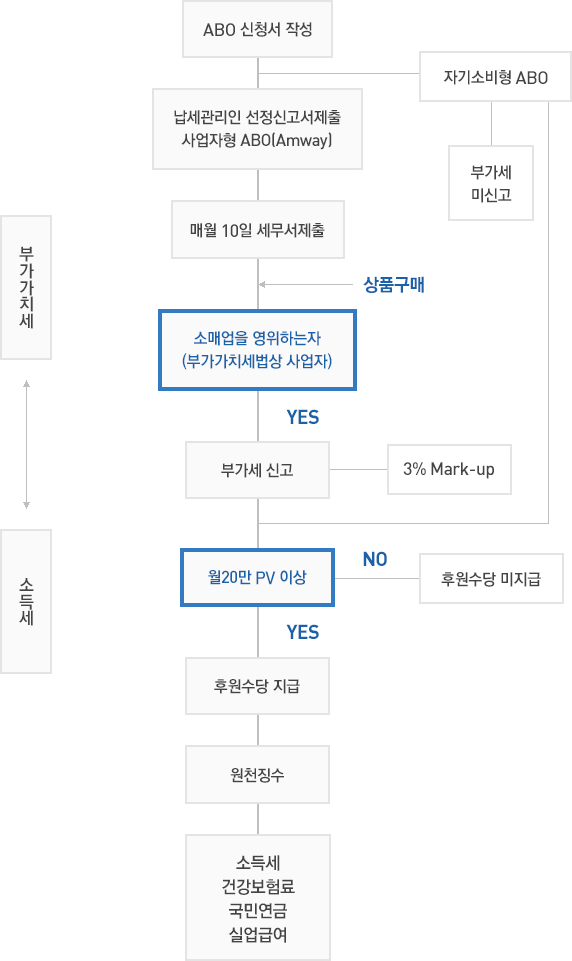 ABO 신청서 작성
자기소비형 ABO
납세관리인 선정신고서제출
사업자형 ABO(Amway)
부가세
미신고
매월 10일 세무서제출
부가가치세
상품구매
소매업을 영위하는자
(부가가치세법상 사업자)
YES
부가세 신고
3% Mark-up
월20만 PV 이상
NO
후원수당 미지급
소득세
YES
후원수당 지급
원천징수
소득세
건강보험료
국민연금
실업급여